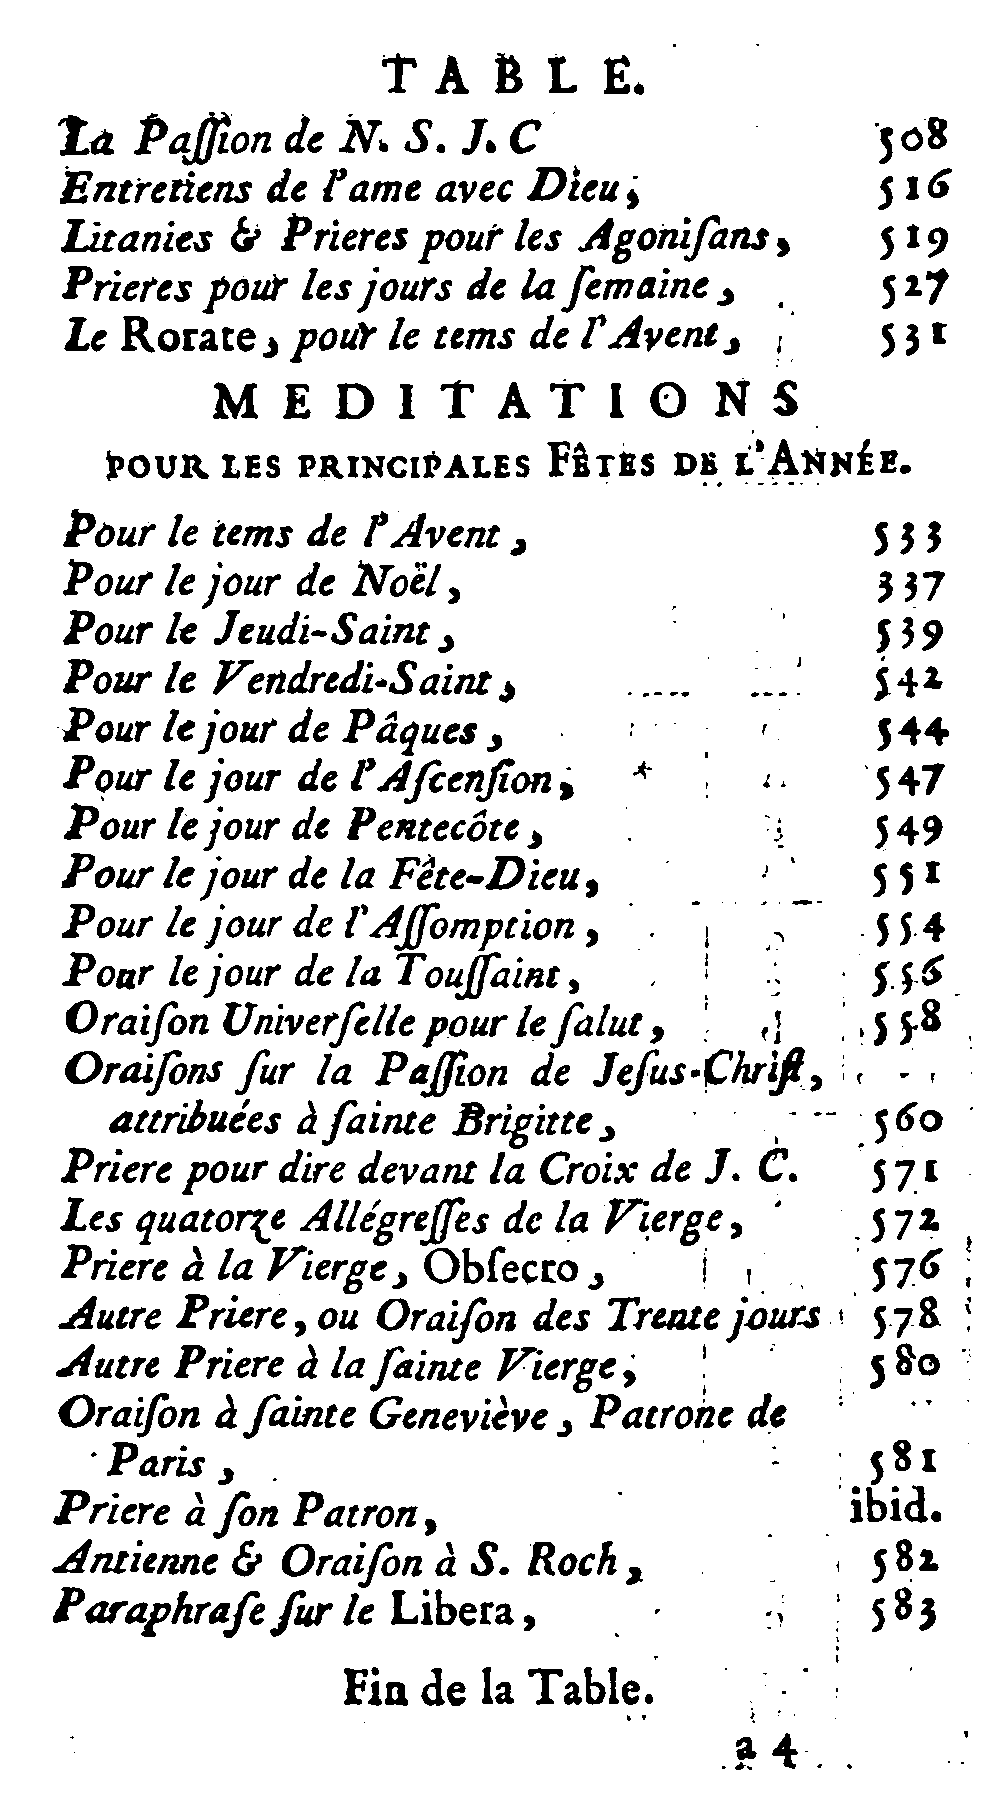 TABLE.
La Paſſion de N. S. J. C 508
Entretiens de l'ame avec Dieu, 516
Litanies & Prieres pour les Agoniſans, 519
Prieres pour les jours de la ſemaine, 527
Le Rorate, pour le tems de l'Avent, 531
MEDITATIONS
POUR LES PRINCIPALES FÊTES DE L'ANNÉE.
Pour le tems de l'Avent, 533
Pour le jour de Noël, 337
Pour le Jeudi-Saint, 539
Pour le Vendredi-Saint, 542
Pour le jour de Pâques, 544
Pour le jour de l'Aſcenſion, 547
Pour le jour de Pentecôte, 549
Pour le jour de la Fête-Dieu, 551
Pour le jour de l'Aſſomption, 554
Pour le jour de la Touſſaint, 556
Oraiſon Univerſelle pour le ſalut, 558
Oraiſons ſur la Paſſion de Jeſus-Chriſt,
attribuées à ſainte Brigitte, 560
Priere pour dire devant la Croix de J. C. 571
Les quatorze Allégreſſes de la Vierge, 572
Priere à la Vierge, Obſecro, 576
Autre Priere, ou Oraiſon des Trente jours 578
Autre Priere à la ſainte Vierge, 580
Oraiſon à ſainte Geneviève, Patrone de
Paris, 581
Priere à ſon Patron, ibid.
Antienne & Oraiſon à S. Roch, 582
Paraphraſe ſur le Libera, 583
Fin de la Table.
a 4